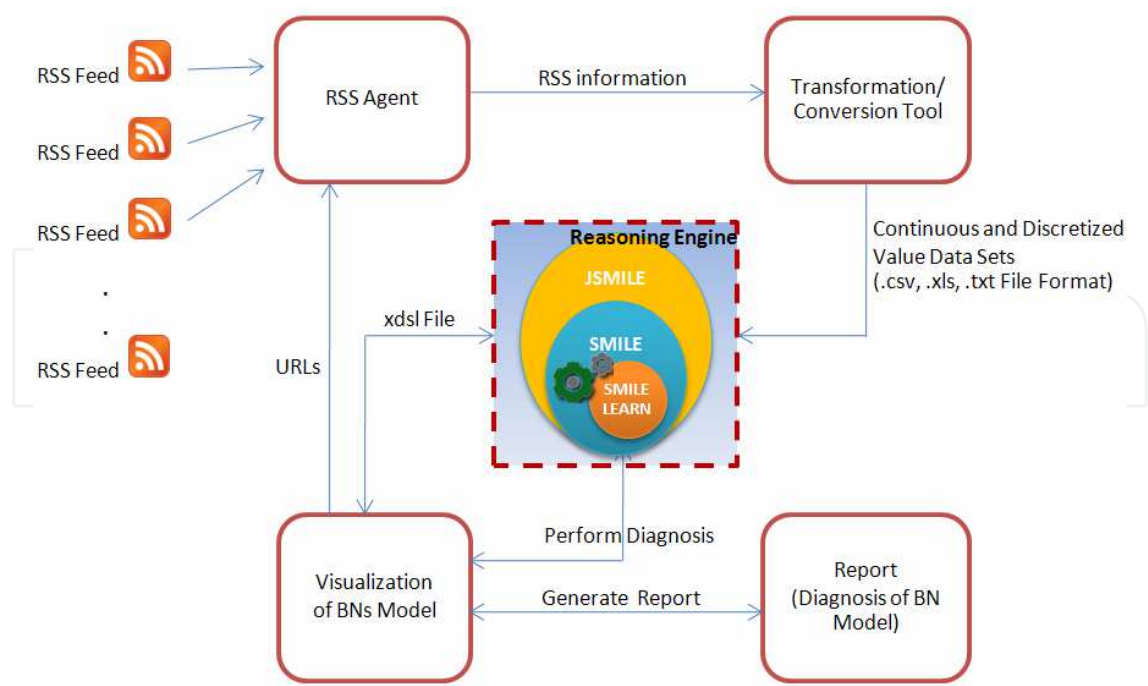 RSS Feed
RSS Feed
RSS Feed
.
.
RSS Feed
RSS Agent
RSS information
Transformation/
Conversion Tool
Continuous and Discretized
Value Data Sets
(.csv, .xls, .txt File Format)
Reasoning Engine
JSMILE
SMILE
SMILE
LEARN
xdsl File
URLs
Perform Diagnosis
Visualization
of BNs Model
Generate Report
Report
(Diagnosis of BN
Model)